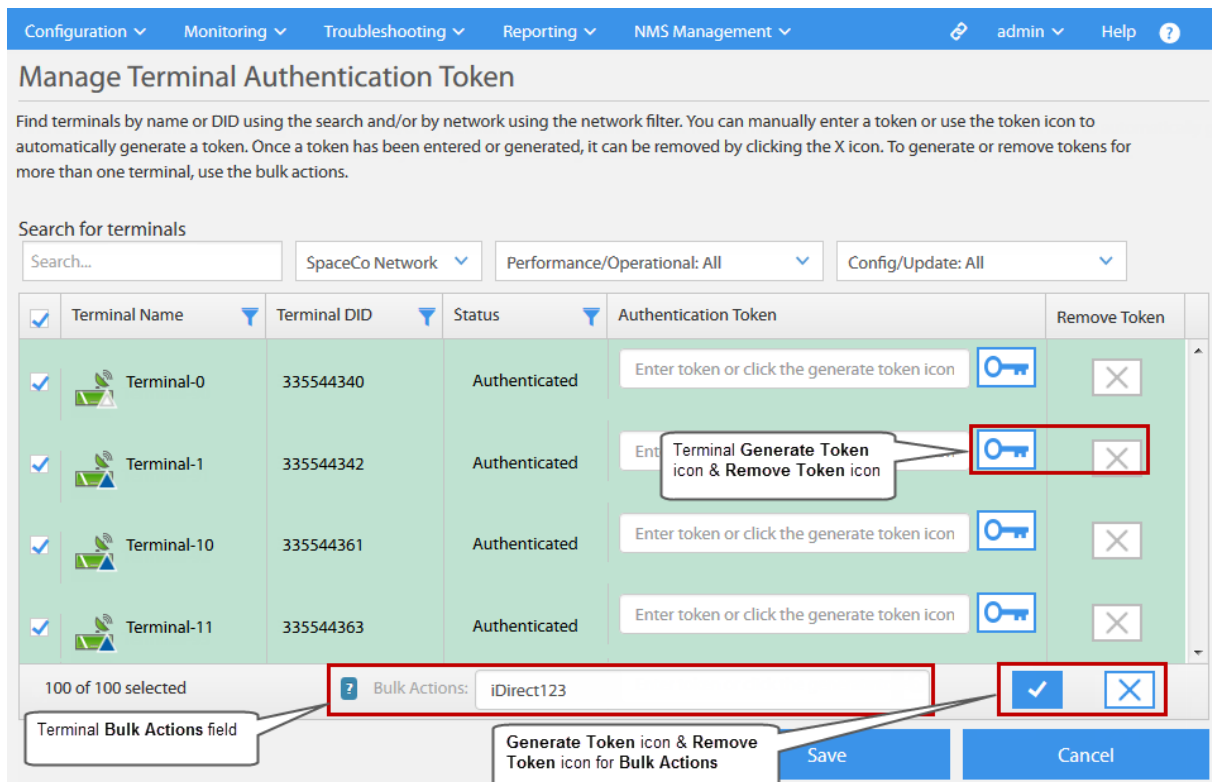 Configuration Monitoring Troubleshooting Reporting NMS Management admin Help ?
Manage Terminal Authentication Token
Find terminals by name or DID using the search and/or by network using the network filter. You can manually enter a token or use the token icon to
automatically generate a token. Once a token has been entered or generated, it can be removed by clicking the X icon. To generate or remove tokens for
more than one terminal, use the bulk actions.
Search for terminals
Search... SpaceCo Network Performance/Operational: All Config/Update: All
Terminal Name Terminal DID Status Authentication Token Remove Token
Terminal-0 335544340 Authenticated Enter token or click the generate token icon
Terminal-1 335544342 Authenticated Ent
Terminal Generate Token
icon & Remove Token icon
Terminal-10 335544361 Authenticated Enter token or click the generate token icon
Terminal-11 335544363 Authenticated Enter token or click the generate token icon
100 of 100 selected ? Bulk Actions: iDirect123
Terminal Bulk Actions field
Generate Token icon & Remove
Token icon for Bulk Actions
Save Cancel